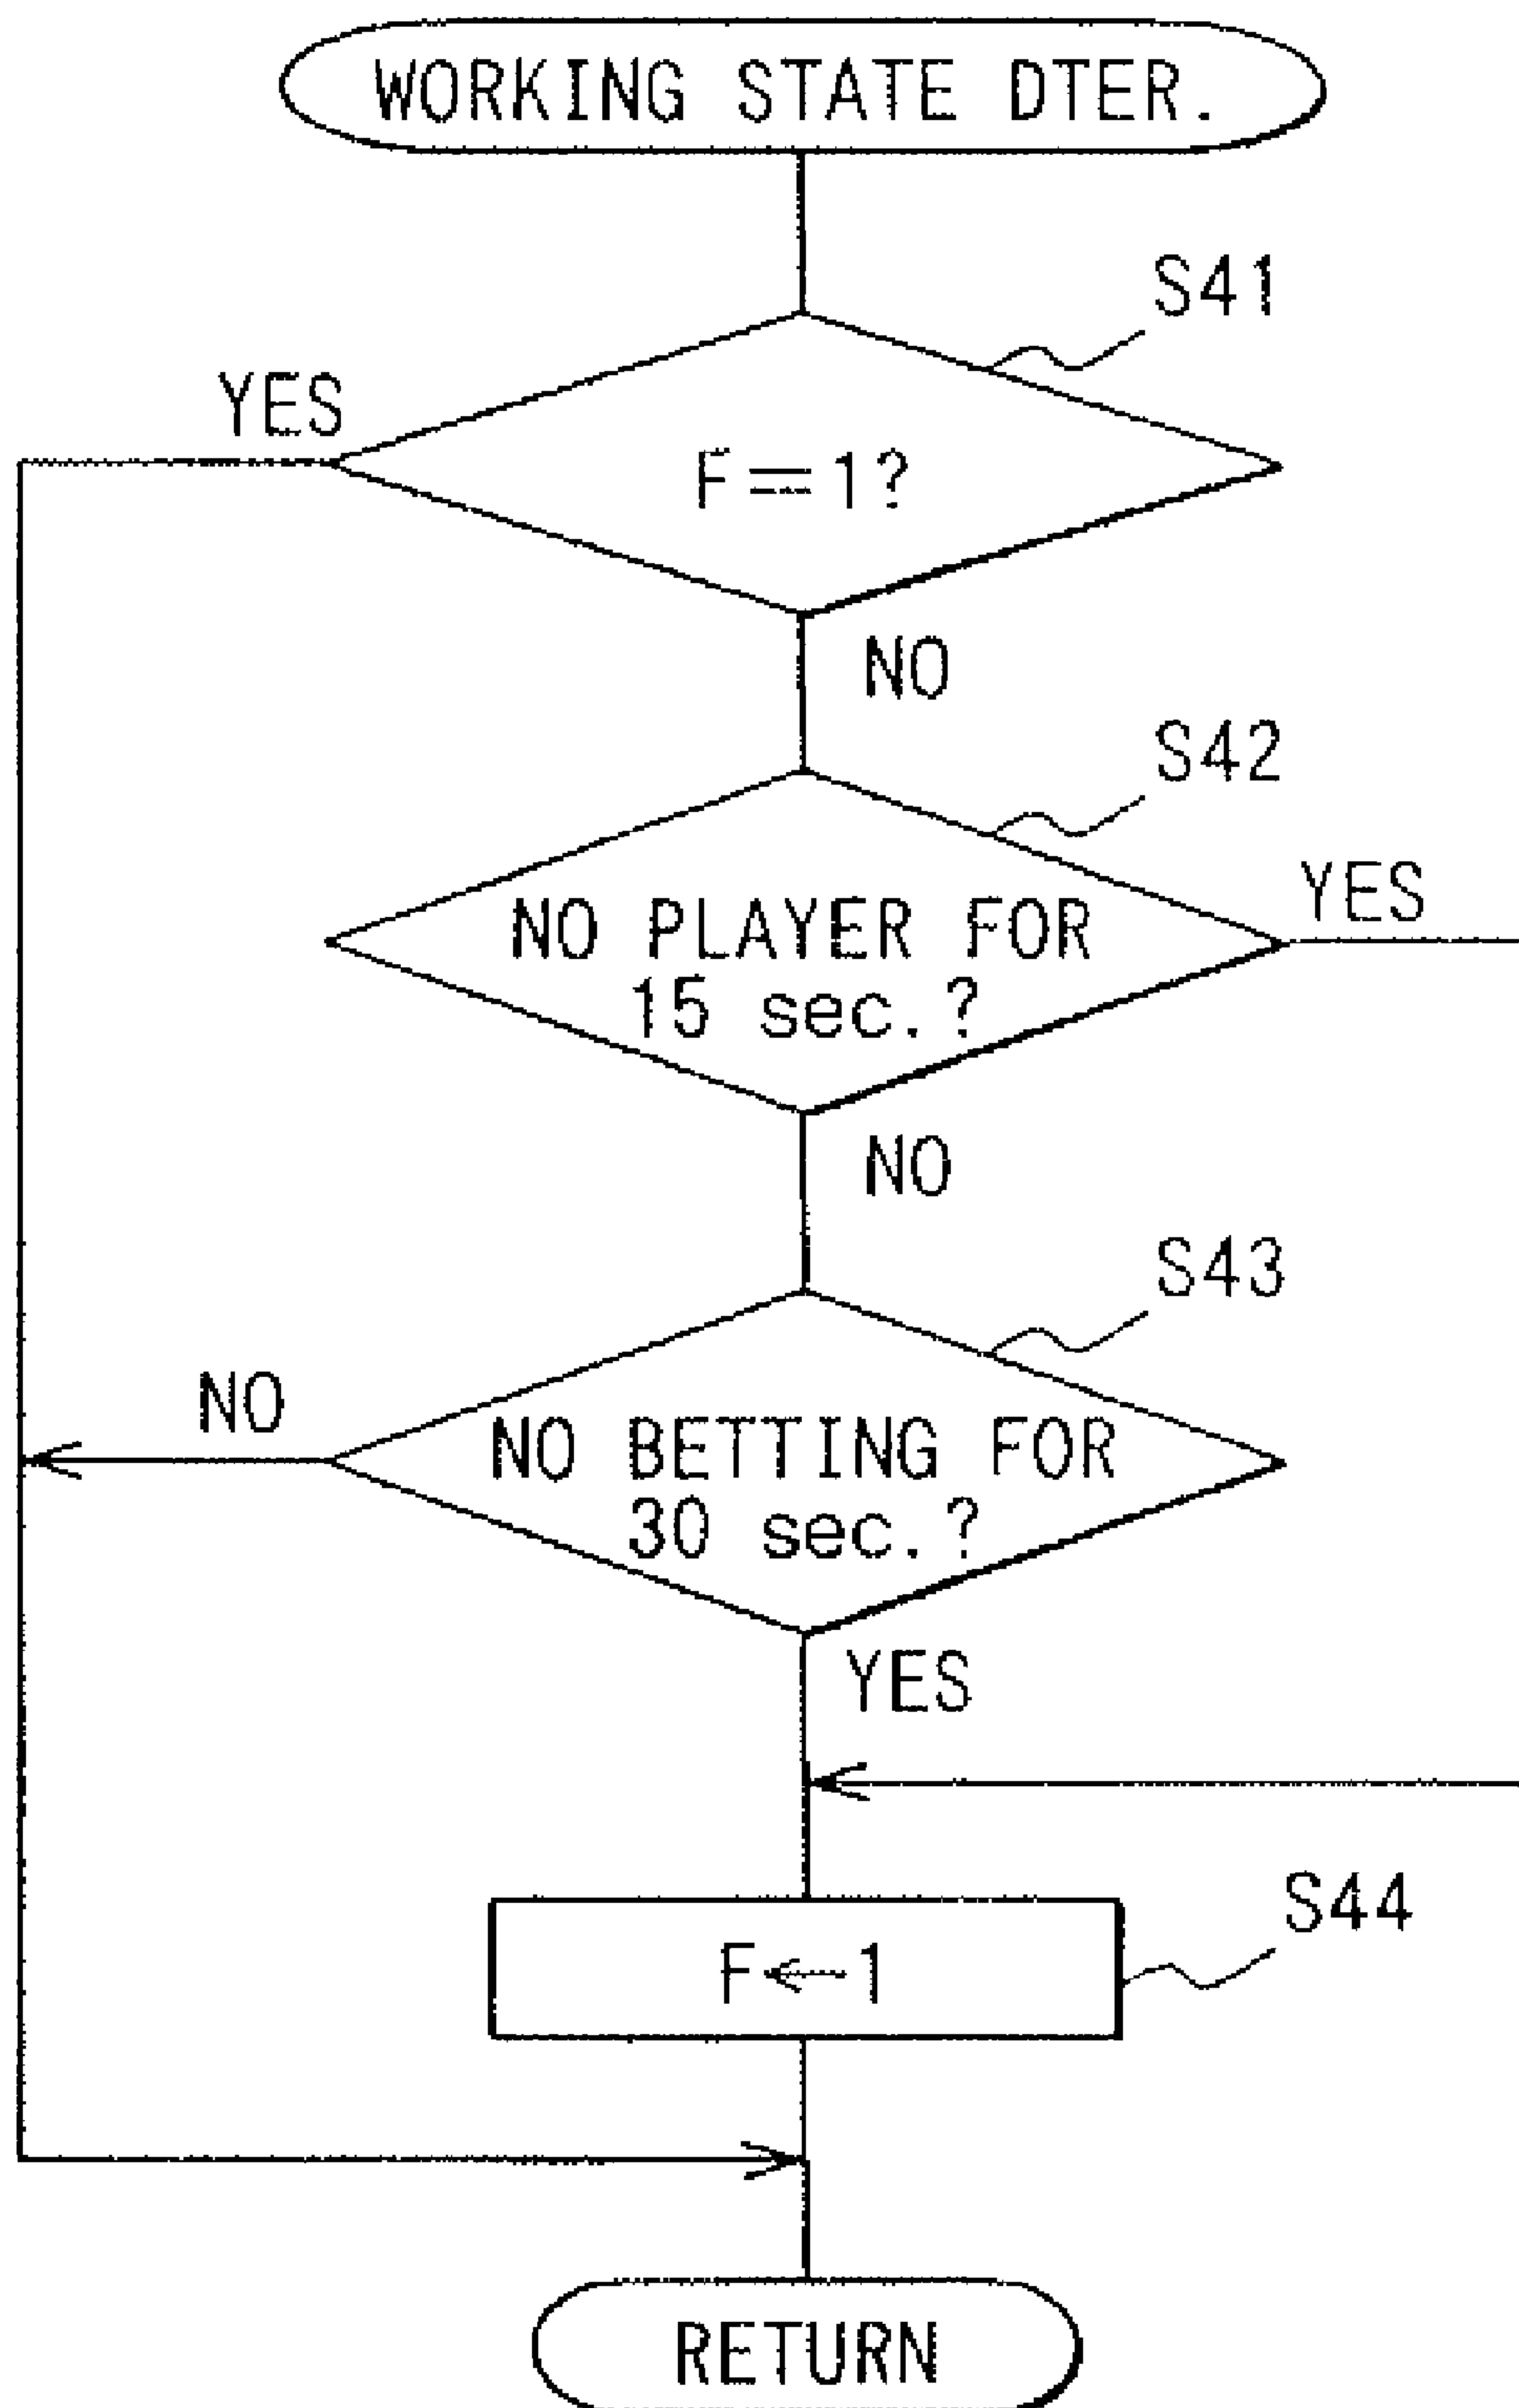 WORKING STATE DTER.
S41
YES
F==1?
NO
S42
YES
NO PLAYER FOR
15 sec.?
NO
S43
NO
NO BETTING FOR
30 sec.?
YES
S44
F←1
RETURN